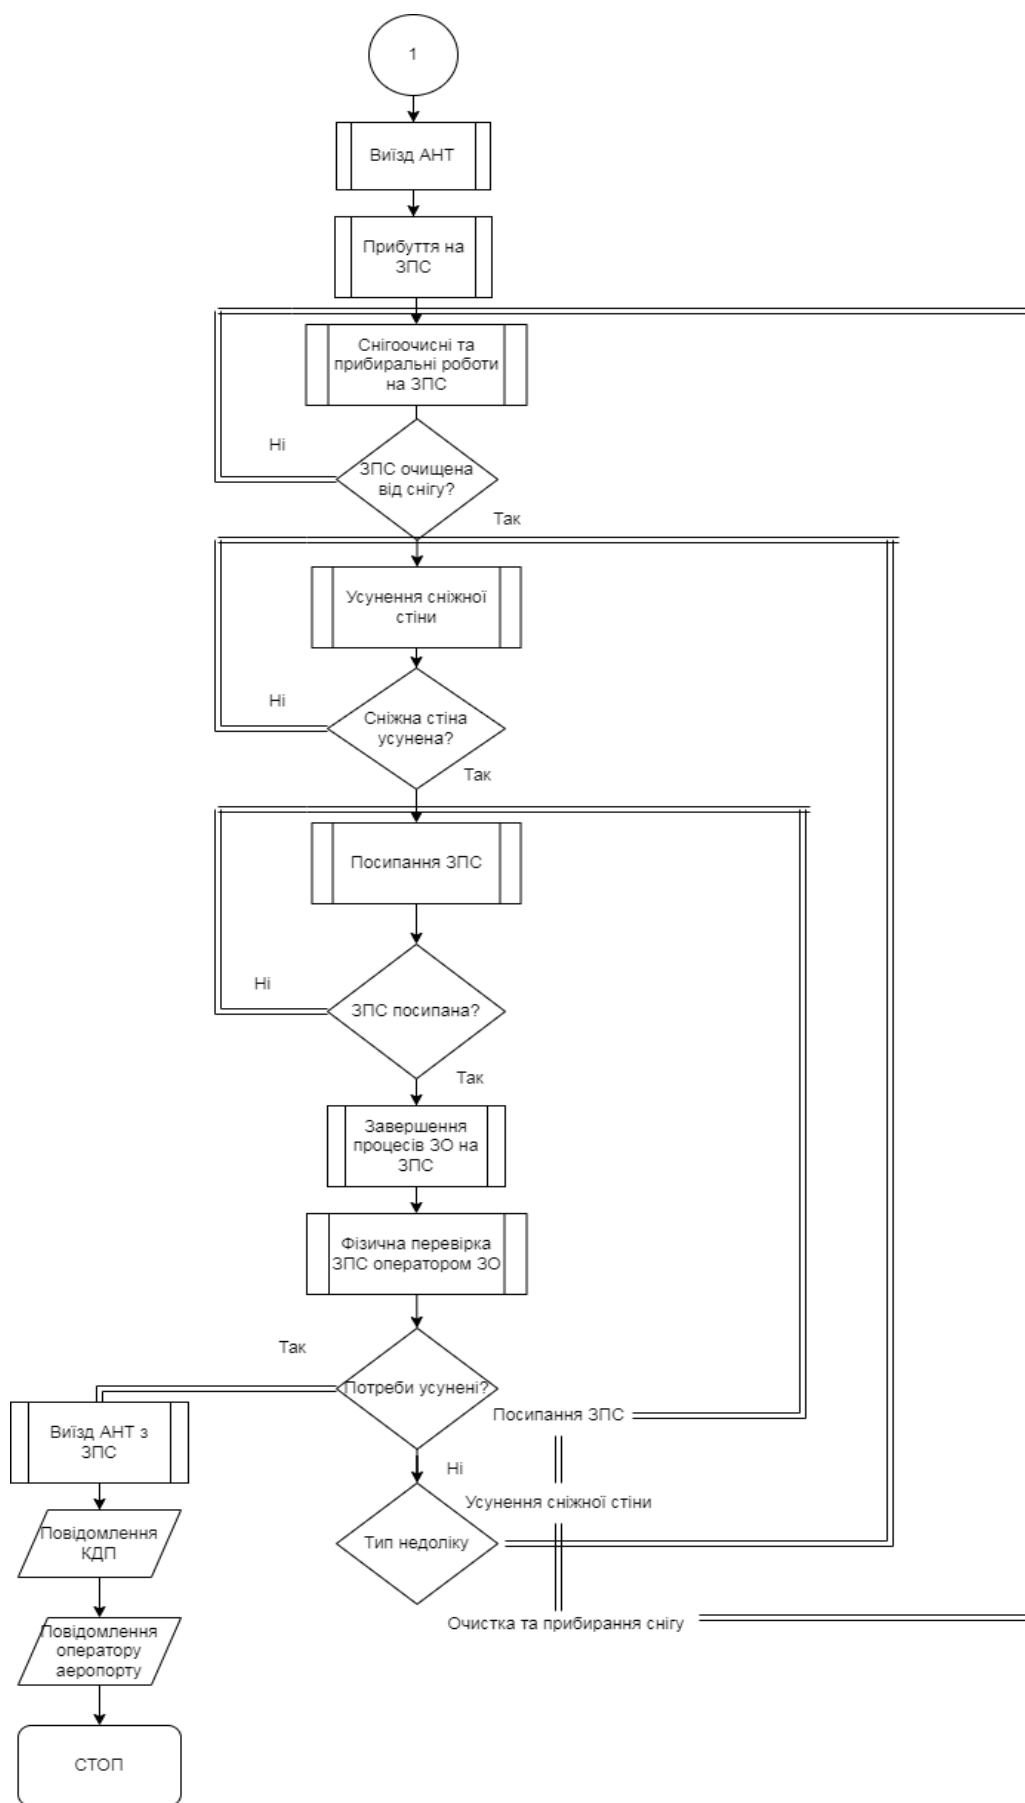 1
Виїзд АНТ
Прибуття на
ЗПС
Снігоочисні та
прибиральні роботи
на ЗПС
Ні
ЗПС очищена
від снігу?
Так
Усунення сніжної
стіни
Ні
Сніжна стіна
усунена?
Так
Посипання ЗПС
Ні
ЗПС посипана?
Так
Завершення
процесів ЗО на
ЗПС
Фізична перевірка
ЗПС оператором ЗО
Так
Потреби усунені?
Посипання ЗПС
Виїзд АНТ з
ЗПС
Ні
Усунення сніжної стіни
Повідомлення
КДП
Тип недоліку
Очистка та прибирання снігу
Повідомлення
оператору
аеропорту
СТОП